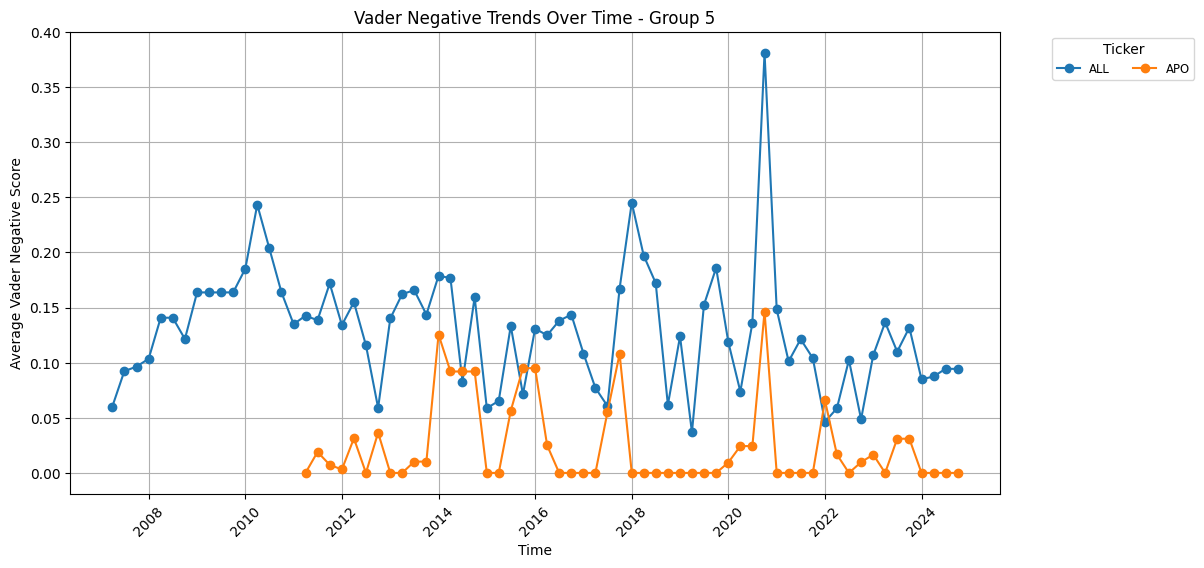 Vader Negative Trends Over Time - Group 5
Ticker
ALL APO
Average Vader Negative Score
0.40
0.35
0.30
0.25
0.20
0.15
0.10
0.05
0.00
2008 2010 2012 2014 2016 2018 2020 2022 2024
Time